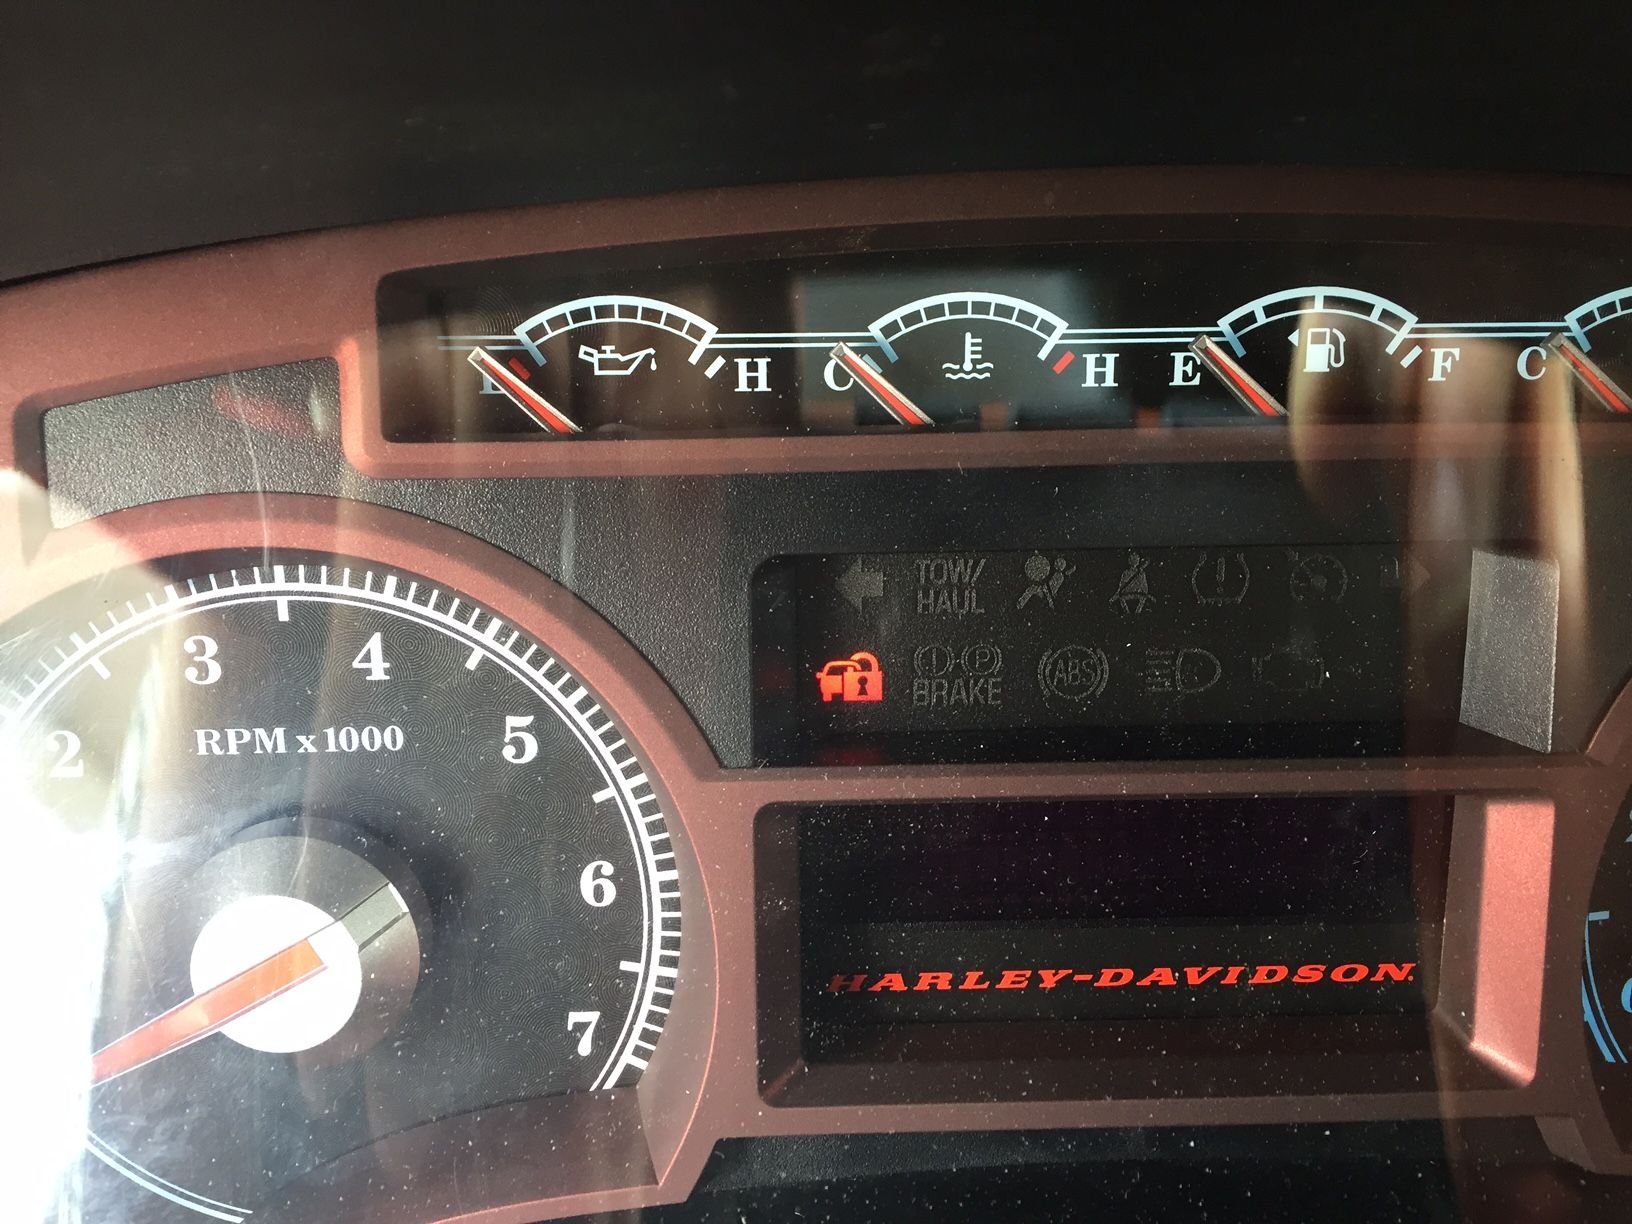 L H C H E F C
TOW/
HAUL
P
BRAKE
ABS
2 3 4 5 6 7
RPM x 1000
HARLEY-DAVIDSON